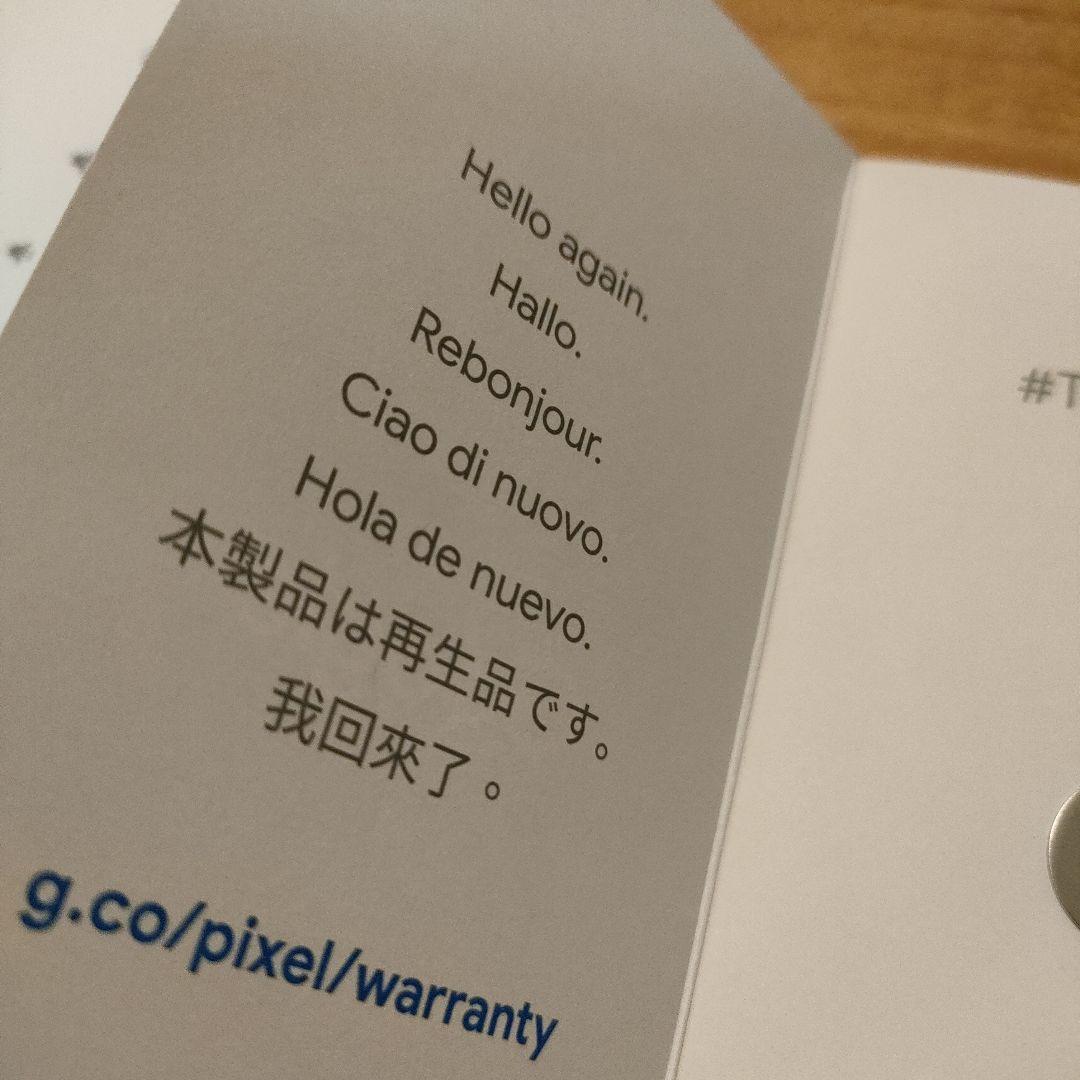 Hello again.
Hallo.
Rebonjour.
Ciao di nuovo.
Hola de nuevo.
本製品は再生品です。
我回來了。
g.co/pixel/warranty
#T